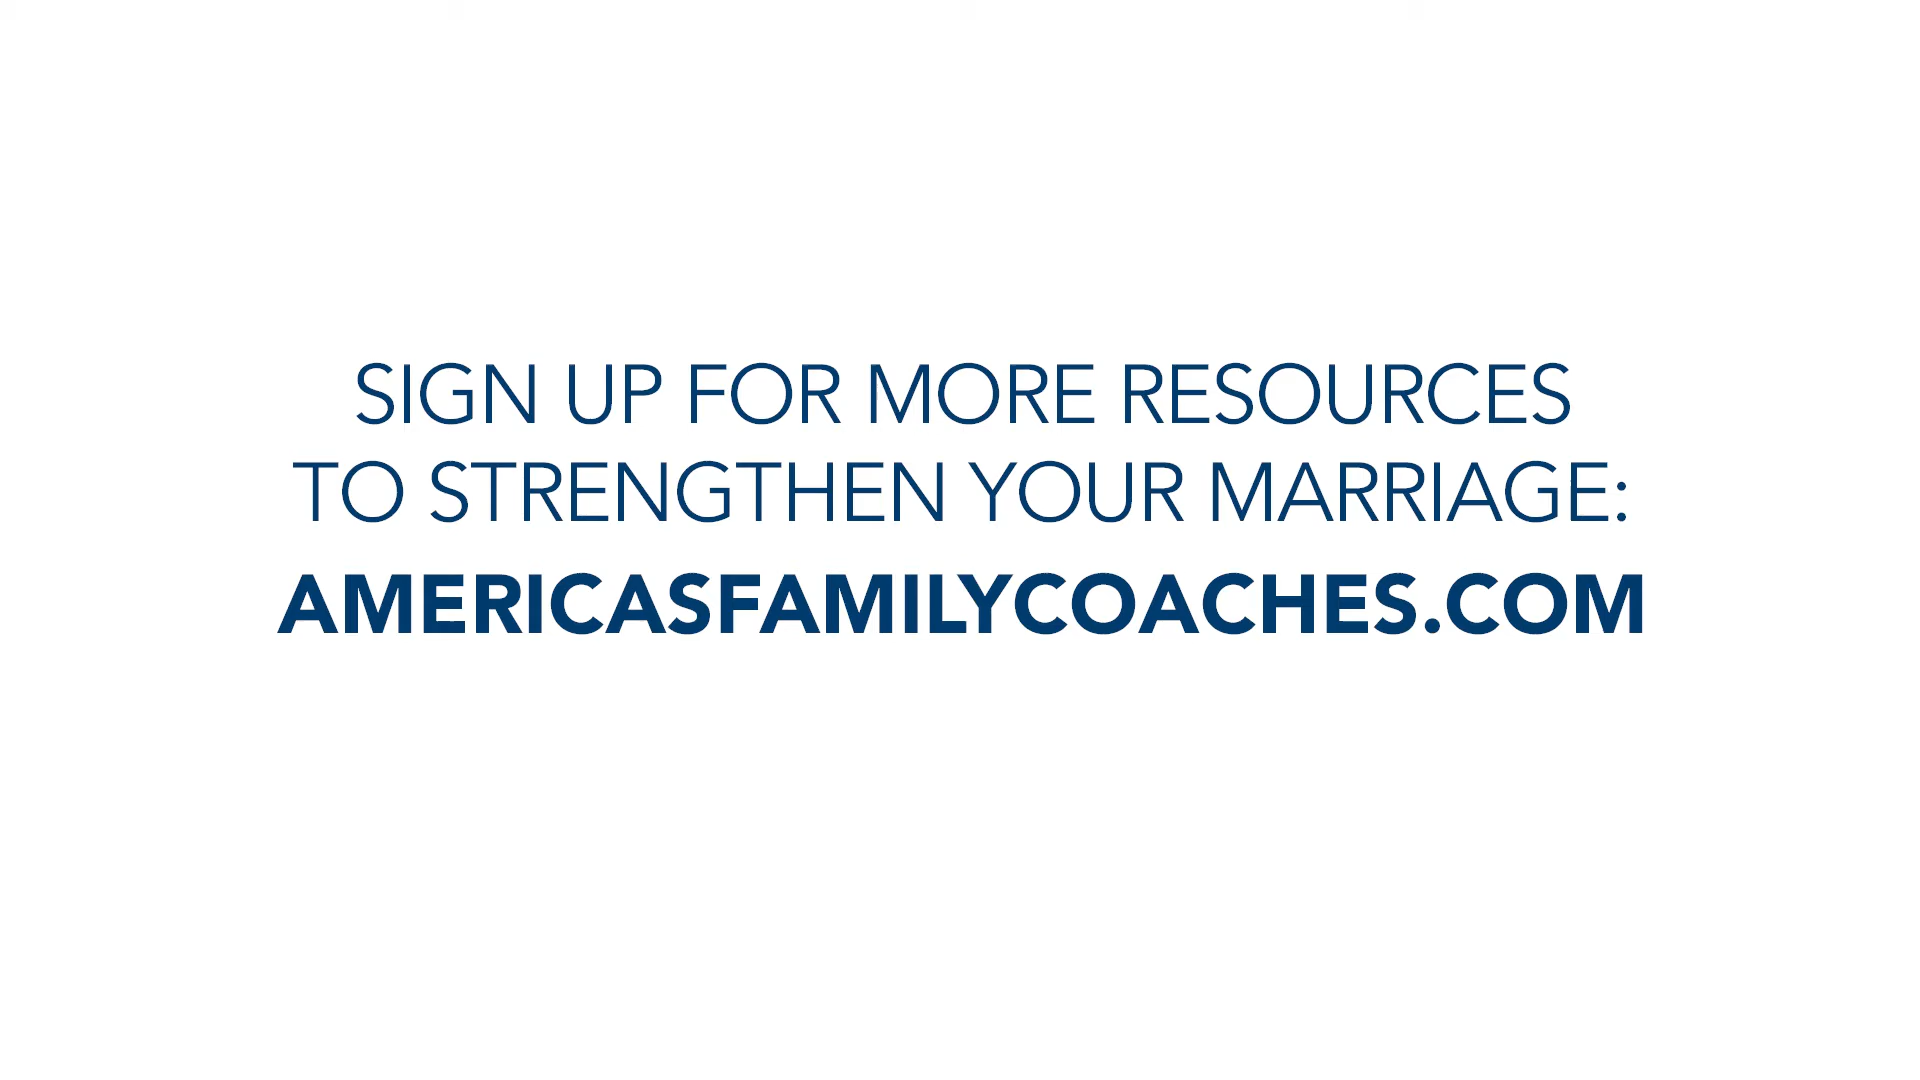 SIGN UP FOR MORE RESOURCES
TO STRENGTHEN YOUR MARRIAGE:
AMERICASFAMILYCOACHES.COM